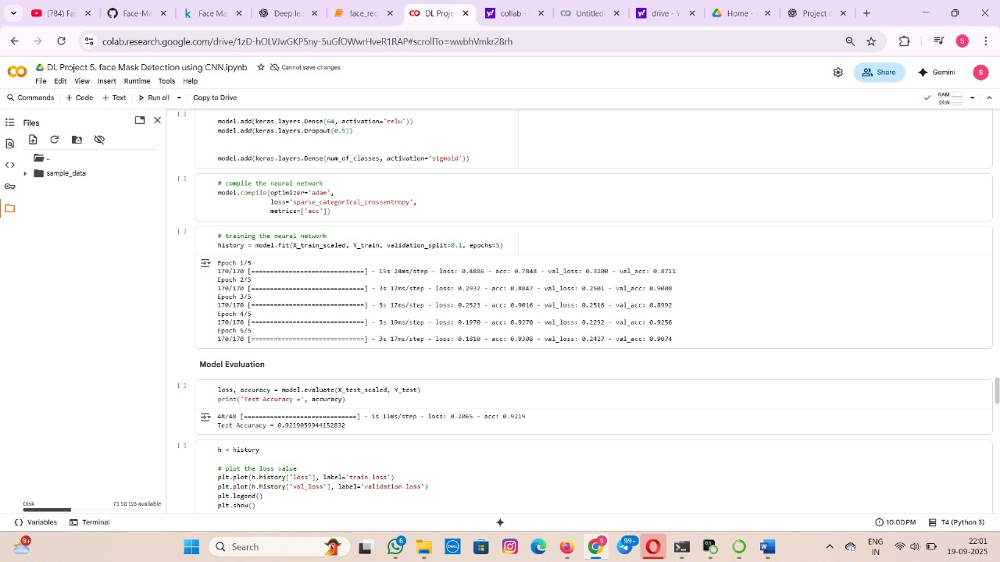 (784) Fac
Face-Ma
Face Ma
Deep lea
face_rec
DL Proje
collab -
Untitled
drive - Y
Home -
Project d
colab.research.google.com/drive/1zD-hOLVJwGKP5ny-5uGfOWwrHveR1RAP#scrollTo=wwbhVmkr28rh
S
DL Project 5. face Mask Detection using CNN.ipynb
Cannot save changes
File Edit View Insert Runtime Tools Help
Share
Gemini
S
Commands + Code + Text Run all Copy to Drive
RAM
Disk
Files
..
sample_data
[ ]
model.add(keras.layers.Dense(64, activation='relu'))
model.add(keras.layers.Dropout(0.5))
model.add(keras.layers.Dense(num_of_classes, activation='sigmoid'))
[ ]
# compile the neural network
model.compile(optimizer='adam',
loss='sparse_categorical_crossentropy',
metrics=['acc'])
[ ]
# training the neural network
history = model.fit(X_train_scaled, Y_train, validation_split=0.1, epochs=5)
Epoch 1/5
170/170 [==============================] - 15s 24ms/step - loss: 0.4886 - acc: 0.7848 - val_loss: 0.3200 - val_acc: 0.8711
Epoch 2/5
170/170 [==============================] - 3s 17ms/step - loss: 0.2937 - acc: 0.8847 - val_loss: 0.2501 - val_acc: 0.9008
Epoch 3/5
170/170 [==============================] - 3s 17ms/step - loss: 0.2523 - acc: 0.9016 - val_loss: 0.2516 - val_acc: 0.8992
Epoch 4/5
170/170 [==============================] - 3s 19ms/step - loss: 0.1970 - acc: 0.9270 - val_loss: 0.2292 - val_acc: 0.9256
Epoch 5/5
170/170 [==============================] - 3s 17ms/step - loss: 0.1810 - acc: 0.9308 - val_loss: 0.2427 - val_acc: 0.9074
Model Evaluation
[ ]
loss, accuracy = model.evaluate(X_test_scaled, Y_test)
print('Test Accuracy =', accuracy)
48/48 [==============================] - 1s 11ms/step - loss: 0.2065 - acc: 0.9219
Test Accuracy = 0.9219059944152832
[ ]
h = history
# plot the loss value
plt.plot(h.history['loss'], label='train loss')
plt.plot(h.history['val_loss'], label='validation loss')
plt.legend()
plt.show()
Disk 73.58 GB available
Variables Terminal
10:00 PM T4 (Python 3)
9+
Search
6
DELL
S
99+
W
ENG
IN
22:01
19-09-2025